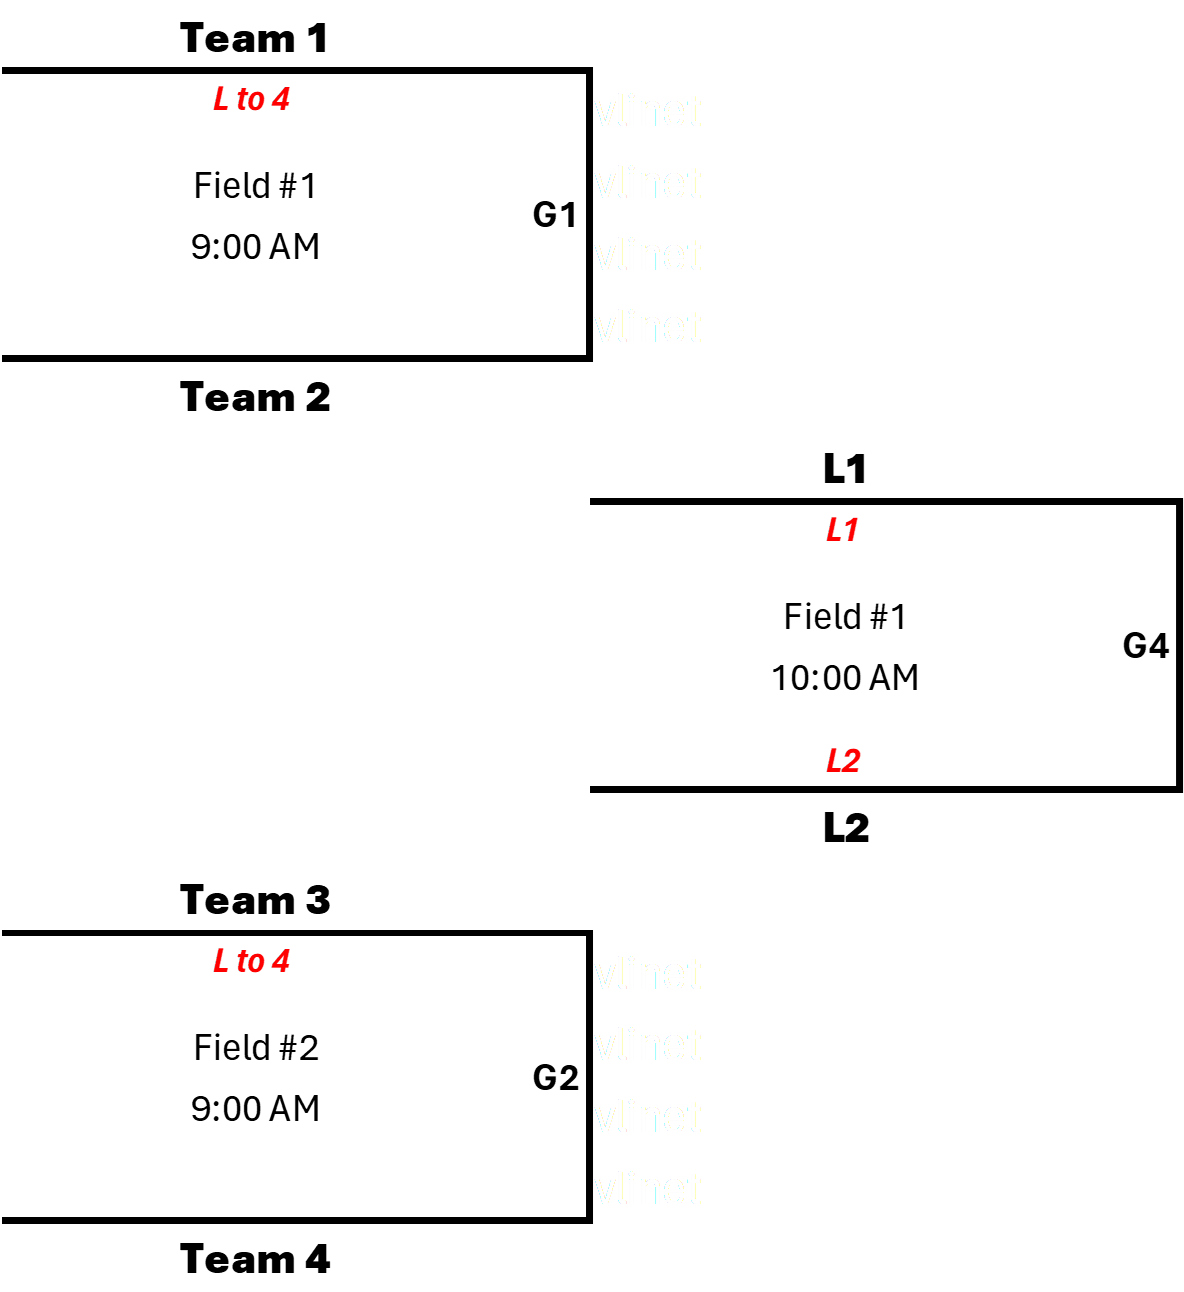 Team 1
L to 4
Field #1
9:00 AM
G1
Team 2
L1
L1
Field #1
10:00 AM
G4
L2
L2
Team 3
L to 4
Field #2
9:00 AM
G2
Team 4